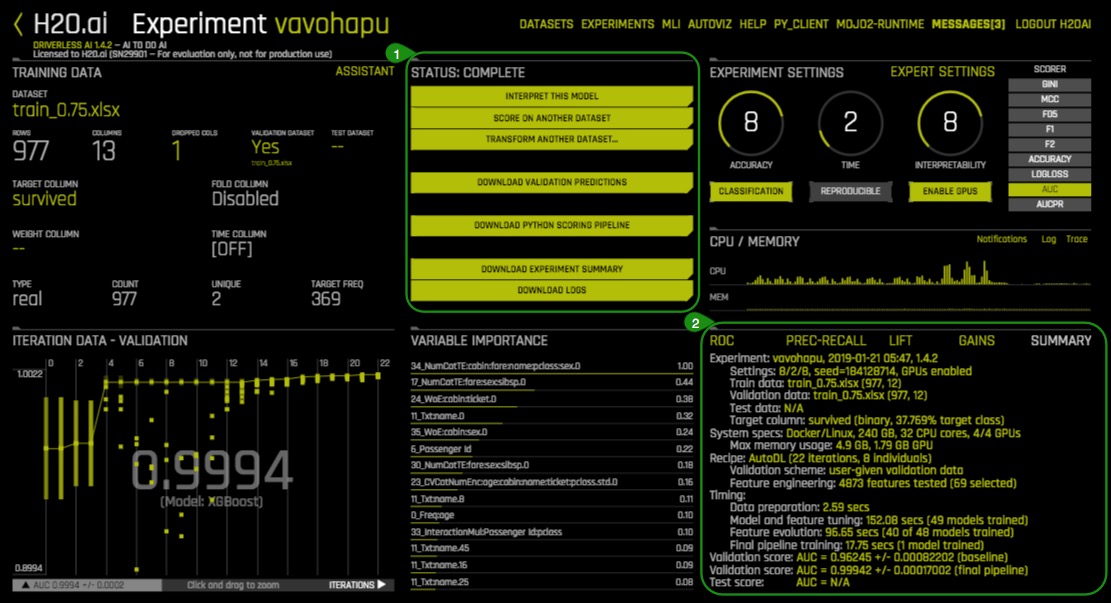 H2O.ai Experiment vavohapu
DATASETS EXPERIMENTS MLI AUTOVIZ HELP PY_CLIENT MOJO2-RUNTIME MESSAGES[3] LOGOUT H2OAI
DRIVERLESS AI 1.4.2 – AI TO DO AI
Licensed to H2O.ai (SN29901 – For evaluation only, not for production use)
TRAINING DATA ASSISTANT
DATASET
train_0.75.xlsx
ROWS COLUMNS DROPPED COLS VALIDATION DATASET TEST DATASET
977 13 1 Yes --
train_0.75.xlsx
TARGET COLUMN FOLD COLUMN
survived Disabled
WEIGHT COLUMN TIME COLUMN
-- [OFF]
TYPE COUNT UNIQUE TARGET FREQ
real 977 2 369
1
STATUS: COMPLETE
INTERPRET THIS MODEL
SCORE ON ANOTHER DATASET
TRANSFORM ANOTHER DATASET...
DOWNLOAD VALIDATION PREDICTIONS
DOWNLOAD PYTHON SCORING PIPELINE
DOWNLOAD EXPERIMENT SUMMARY
DOWNLOAD LOGS
EXPERIMENT SETTINGS EXPERT SETTINGS
8 2 8
ACCURACY TIME INTERPRETABILITY
CLASSIFICATION REPRODUCIBLE ENABLE GPUS
SCORER
GINI
MCC
F05
F1
F2
ACCURACY
LOGLOSS
AUC
AUCPR
CPU / MEMORY Notifications Log Trace
CPU
MEM
ITERATION DATA - VALIDATION
0 2 4 6 8 10 12 14 16 18 20 22
1.0022
0.9994
(Model: XGBoost)
0.8994
▲ AUC 0.9994 +/- 0.0002 Click and drag to zoom ITERATIONS ▶
VARIABLE IMPORTANCE
34_NumCatTE:cabin:fare:name:pclass:sex.0 1.00
17_NumCatTE:fare:sex:sibsp.0 0.44
24_WoE:cabin:ticket.0 0.38
11_Txt:name.0 0.32
35_WoE:cabin:sex.0 0.24
6_Passenger Id 0.22
30_NumCatTE:fare:sex:sibsp.0 0.18
23_CVCatNumEnc:age:cabin:name:ticket:pclass.std.0 0.16
11_Txt:name.8 0.11
0_Freq:age 0.10
33_InteractionMul:Passenger Id:pclass 0.10
11_Txt:name.45 0.09
11_Txt:name.16 0.09
11_Txt:name.25 0.08
2
ROC PREC-RECALL LIFT GAINS SUMMARY
Experiment: vavohapu, 2019-01-21 05:47, 1.4.2
Settings: 8/2/8, seed=184128714, GPUs enabled
Train data: train_0.75.xlsx (977, 12)
Validation data: train_0.75.xlsx (977, 12)
Test data: N/A
Target column: survived (binary, 37.769% target class)
System specs: Docker/Linux, 240 GB, 32 CPU cores, 4/4 GPUs
Max memory usage: 4.9 GB, 1.79 GB GPU
Recipe: AutoDL (22 iterations, 8 individuals)
Validation scheme: user-given validation data
Feature engineering: 4873 features tested (59 selected)
Timing:
Data preparation: 2.59 secs
Model and feature tuning: 152.08 secs (49 models trained)
Feature evolution: 96.65 secs (40 of 48 models trained)
Final pipeline training: 17.75 secs (1 model trained)
Validation score: AUC = 0.96245 +/- 0.00082202 (baseline)
Validation score: AUC = 0.99942 +/- 0.00017002 (final pipeline)
Test score: AUC = N/A